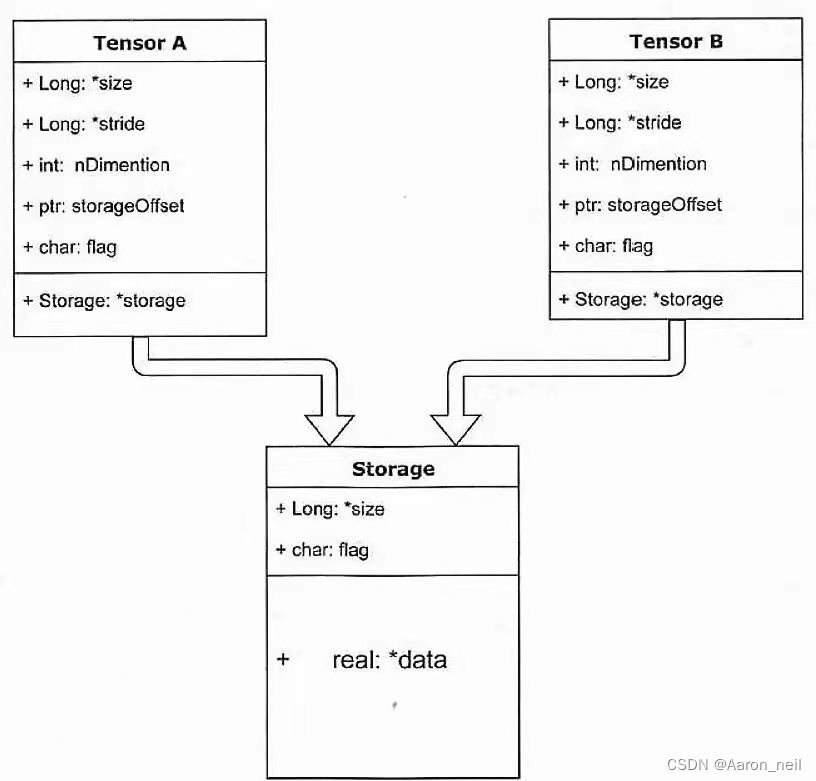 Tensor A
+ Long: *size
+ Long: *stride
+ int: nDimention
+ ptr: storageOffset
+ char: flag
+ Storage: *storage
Tensor B
+ Long: *size
+ Long: *stride
+ int: nDimention
+ ptr: storageOffset
+ char: flag
+ Storage: *storage
Storage
+ Long: *size
+ char: flag
+ real: *data
CSDN @Aaron_neil